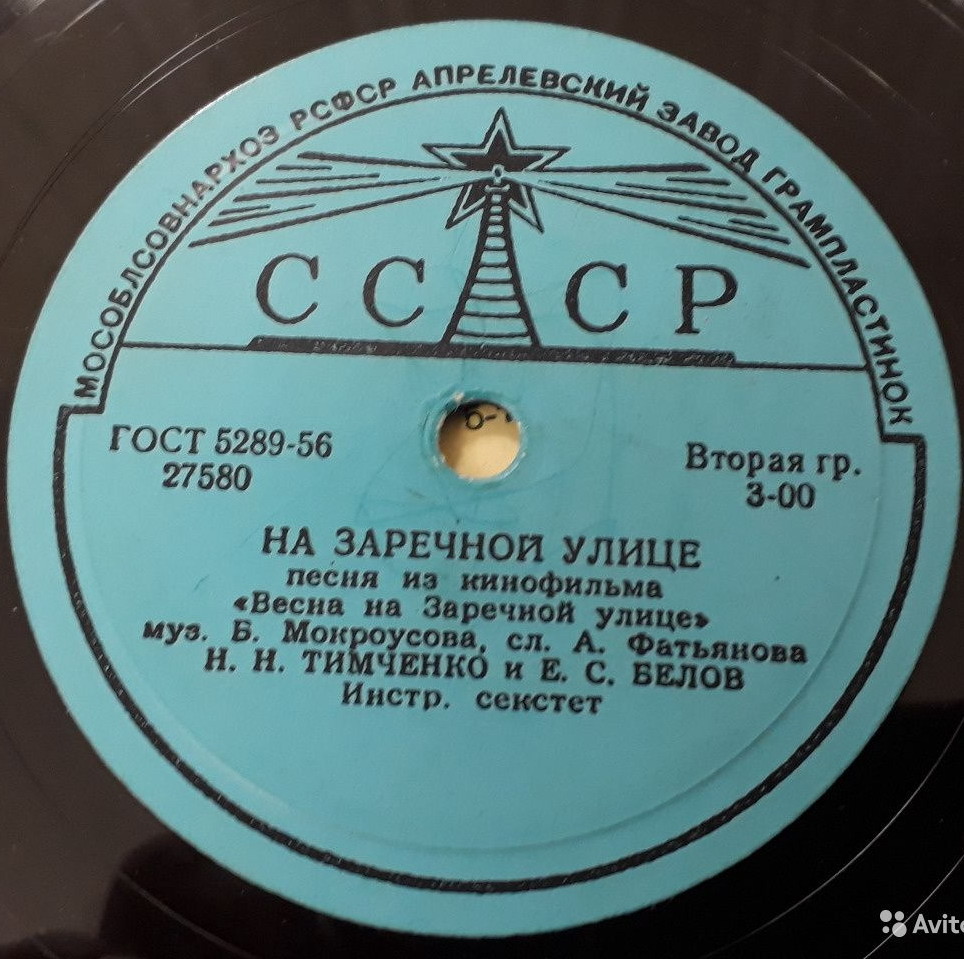 МОСОБЛСОВНАРХОЗ РСФСР АПРЕЛЕВСКИЙ ЗАВОД ГРАМПЛАСТИНОК
СССР
ГОСТ 5289-56
27580
Вторая гр.
3-00
НА ЗАРЕЧНОЙ УЛИЦЕ
песня из кинофильма
«Весна на Заречной улице»
муз. Б. Мокроусова, сл. А. Фатьянова
Н. Н. ТИМЧЕНКО и Е. С. БЕЛОВ
Инстр. секстет
Avito